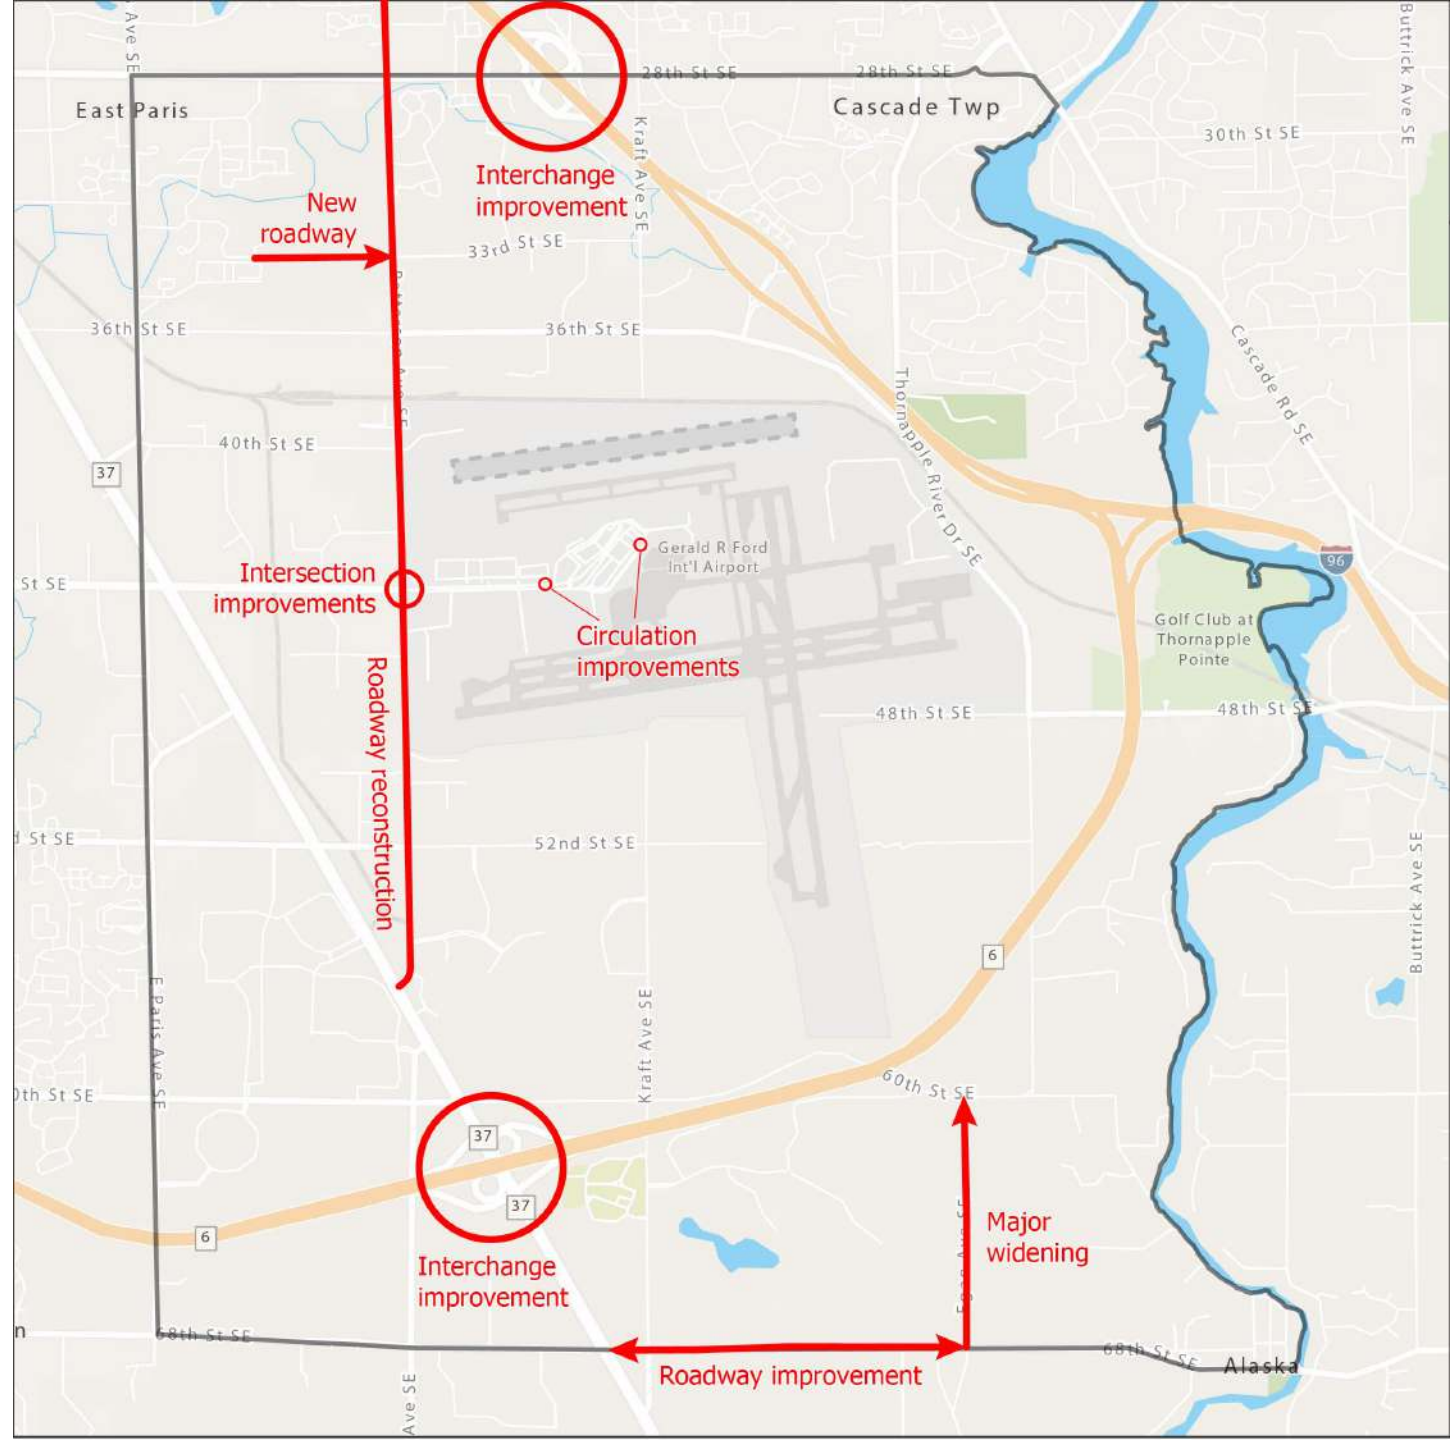 Ave SE
Buttrick Ave SE
28th St SE
28th St SE
East Paris
Cascade Twp
30th St SE
Kraft Ave SE
Interchange
improvement
New
roadway
33rd St SE
36th St SE
36th St SE
Cascade Rd SE
Thornapple River Dr SE
40th St SE
37
Gerald R Ford
Int'l Airport
96
St SE
Intersection
improvements
Circulation
improvements
Golf Club at
Thornapple
Pointe
Roadway reconstruction
48th St SE
48th St SE
St SE
52nd St SE
Buttrick Ave SE
6
E Paris Ave SE
Kraft Ave SE
60th St SE
0th St SE
37
37
6
Major
widening
Interchange
improvement
n
68th St SE
68th St SE
Alaska
Roadway improvement
Ave SE